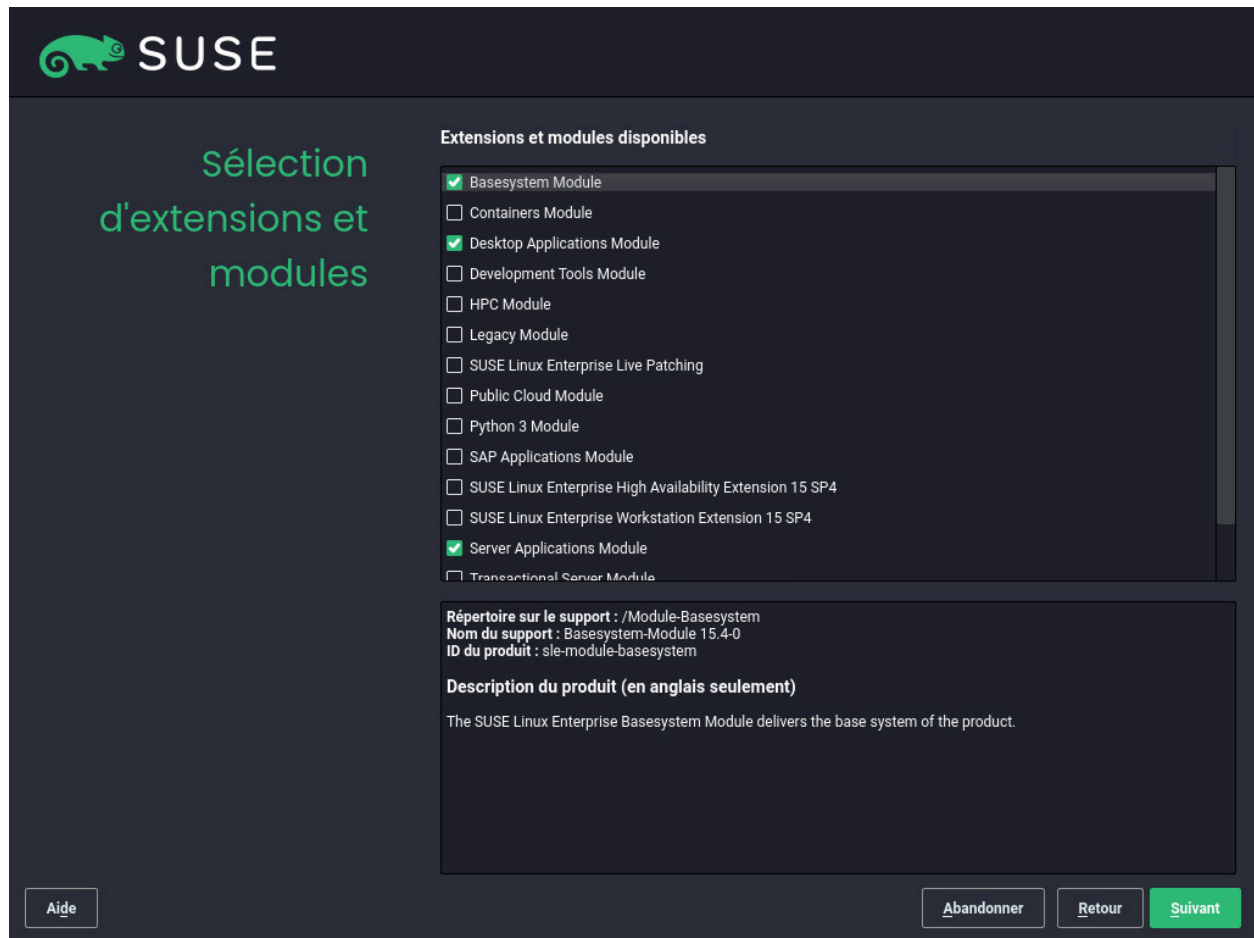 SUSE
Sélection
d'extensions et
modules
Extensions et modules disponibles
Basesystem Module
Containers Module
Desktop Applications Module
Development Tools Module
HPC Module
Legacy Module
SUSE Linux Enterprise Live Patching
Public Cloud Module
Python 3 Module
SAP Applications Module
SUSE Linux Enterprise High Availability Extension 15 SP4
SUSE Linux Enterprise Workstation Extension 15 SP4
Server Applications Module
Transactional Server Module
Répertoire sur le support : /Module-Basesystem
Nom du support : Basesystem-Module 15.4-0
ID du produit : sle-module-basesystem
Description du produit (en anglais seulement)
The SUSE Linux Enterprise Basesystem Module delivers the base system of the product.
Aide
Abandonner
Retour
Suivant